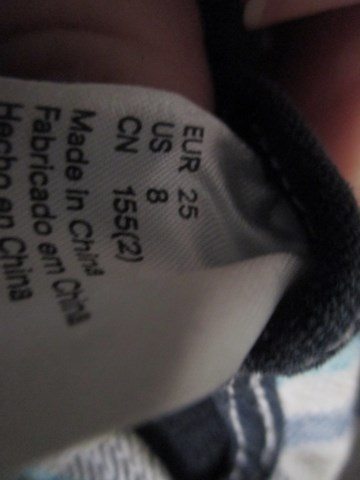 EUR 25
US 8
CN 155(2)
Made in China
Fabricado em China
Hecho en China